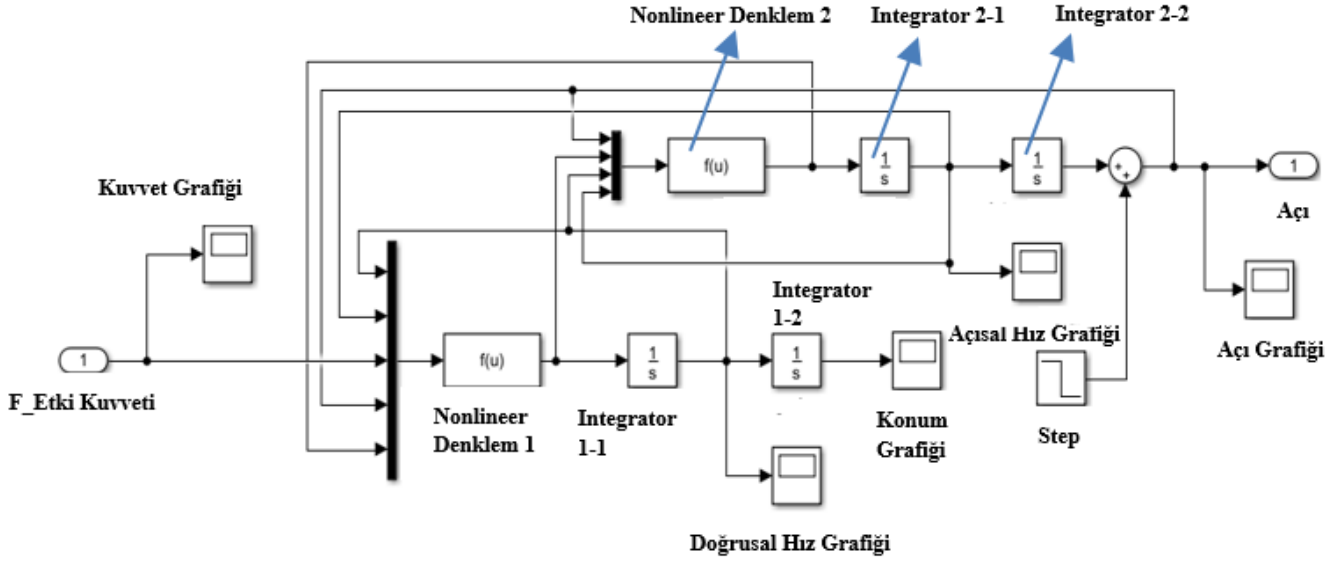 Nonlineer Denklem 2
Integrator 2-1
Integrator 2-2
f(u)
1
s
1
s
1
Açı
Kuvvet Grafiği
Açısal Hız Grafiği
Açı Grafiği
1
F_Etki Kuvveti
f(u)
Nonlineer
Denklem 1
1
s
Integrator
1-1
Integrator
1-2
1
s
Konum
Grafiği
Step
Doğrusal Hız Grafiği